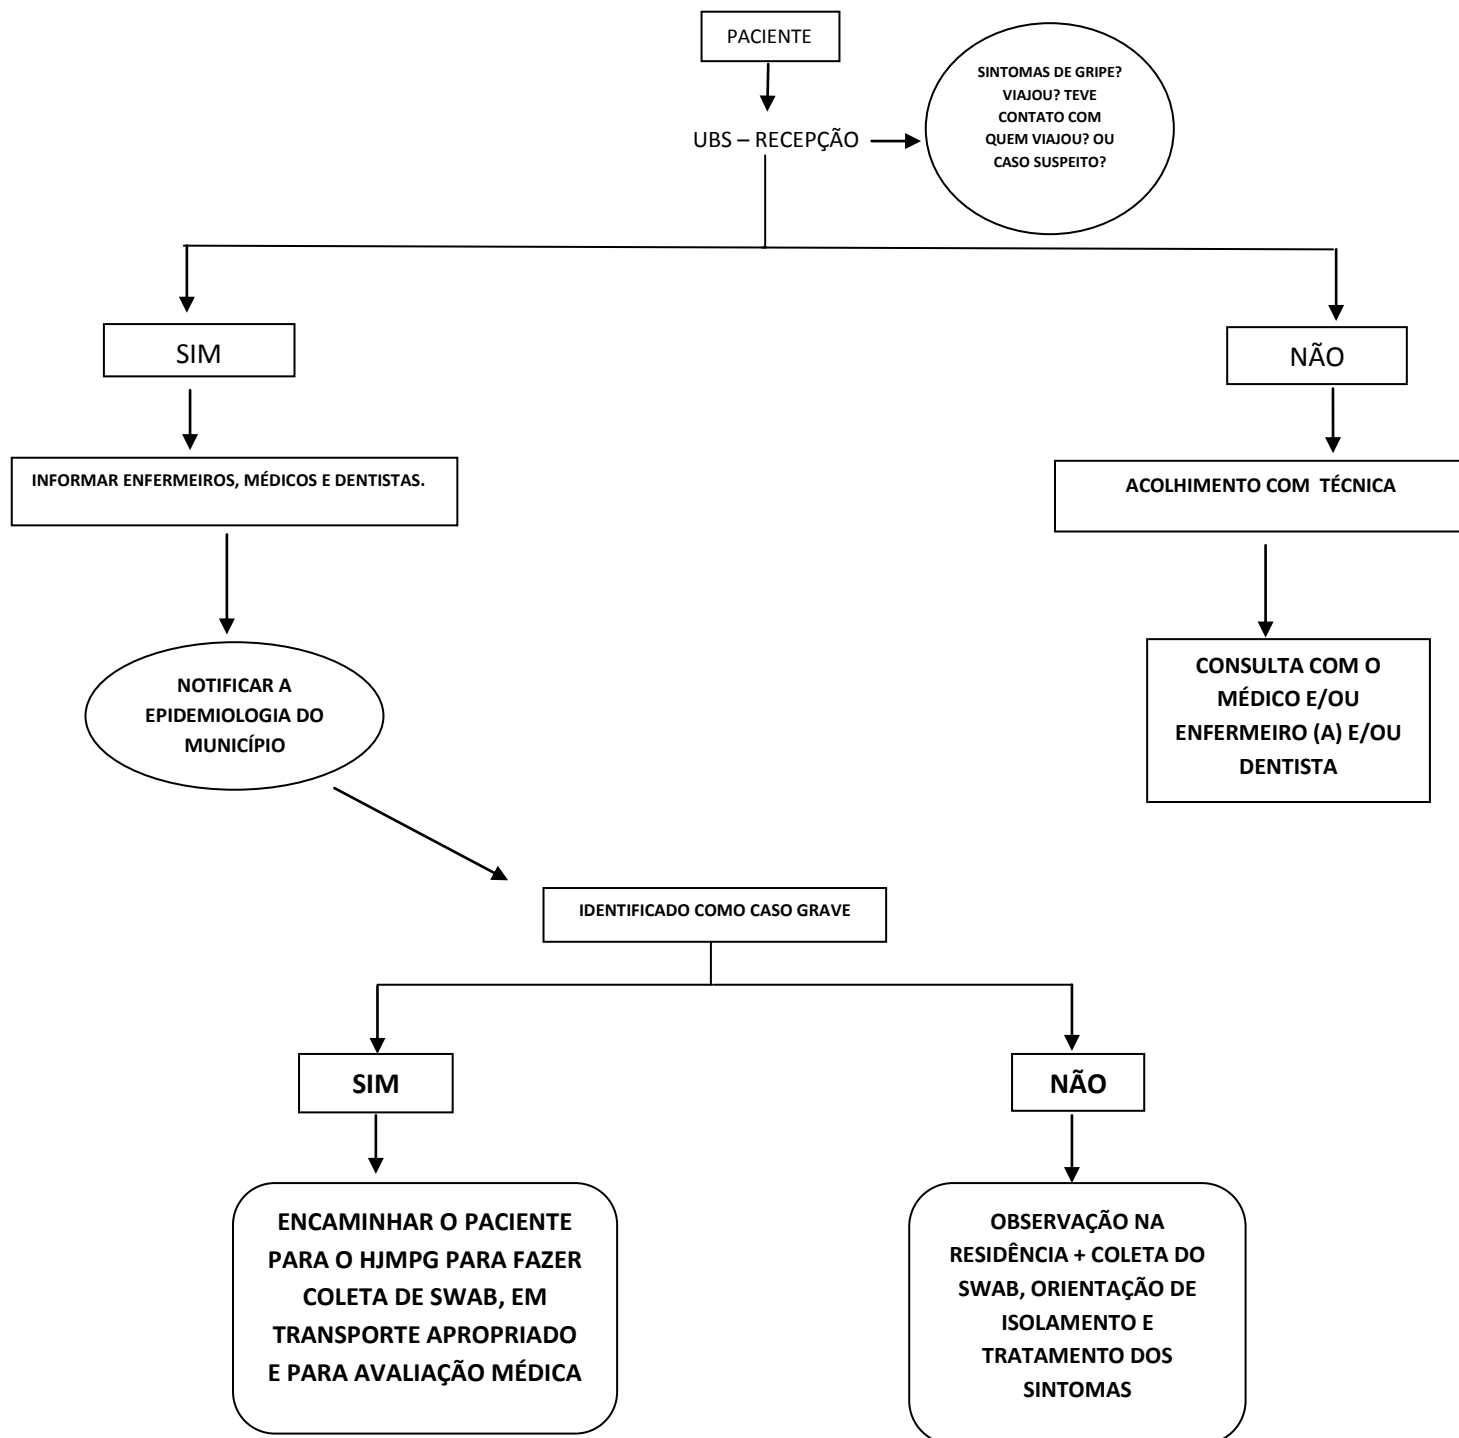 PACIENTE
SINTOMAS DE GRIPE?
VIAJOU? TEVE
CONTATO COM
QUEM VIAJOU? OU
CASO SUSPEITO?
UBS – RECEPÇÃO
SIM
NÃO
INFORMAR ENFERMEIROS, MÉDICOS E DENTISTAS.
ACOLHIMENTO COM TÉCNICA
NOTIFICAR A
EPIDEMIOLOGIA DO
MUNICÍPIO
CONSULTA COM O
MÉDICO E/OU
ENFERMEIRO (A) E/OU
DENTISTA
IDENTIFICADO COMO CASO GRAVE
SIM
NÃO
ENCAMINHAR O PACIENTE
PARA O HJMPG PARA FAZER
COLETA DE SWAB, EM
TRANSPORTE APROPRIADO
E PARA AVALIAÇÃO MÉDICA
OBSERVAÇÃO NA
RESIDÊNCIA + COLETA DO
SWAB, ORIENTAÇÃO DE
ISOLAMENTO E
TRATAMENTO DOS
SINTOMAS